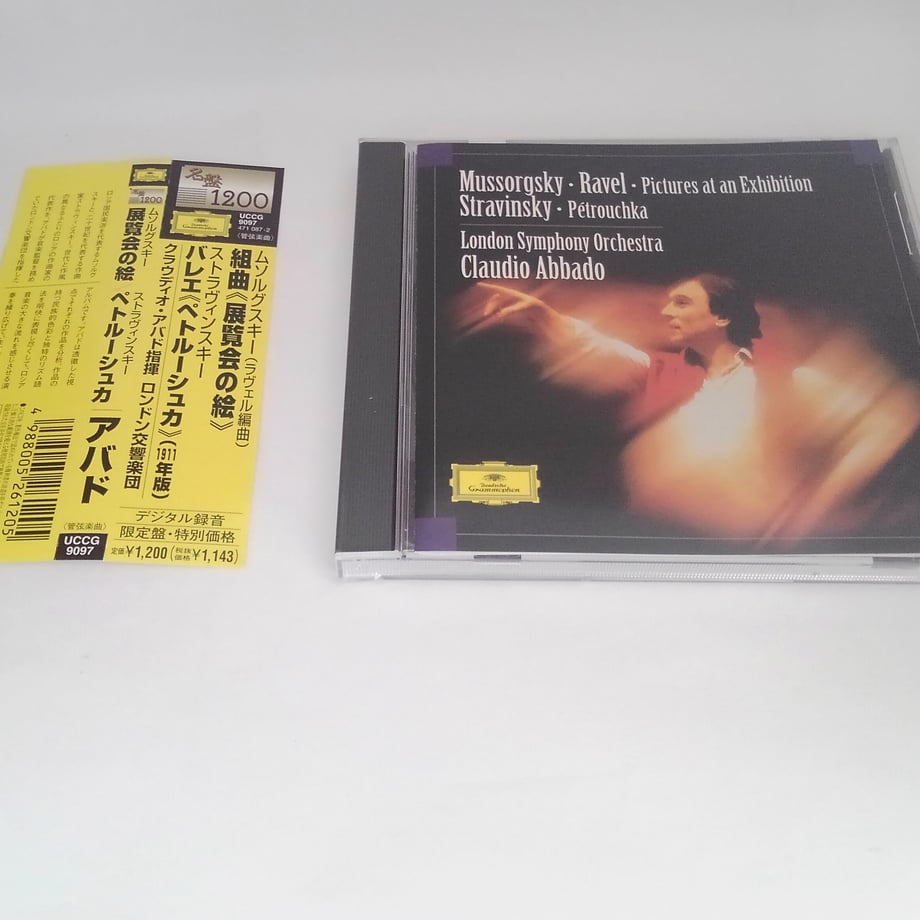 名盤
1200
UCCG
9097
471 087-2
〈管弦楽曲〉
ムソルグスキー(ラヴェル編曲)
組曲《展覧会の絵》
ストラヴィンスキー
バレエ《ペトルーシュカ》(1911年版)
クラウディオ・アバド指揮 ロンドン交響楽団
デジタル録音
限定盤・特別価格
定価¥1,200(税抜価格¥1,143)
1200
ムソルグスキー
展覧会の絵
ストラヴィンスキー
ペトルーシュカ
アバド
〈管弦楽曲〉
UCCG
9097
4 988005 261205
Mussorgsky · Ravel · Pictures at an Exhibition
Stravinsky · Pétrouchka
London Symphony Orchestra
Claudio Abbado
Deutsche
Grammophon